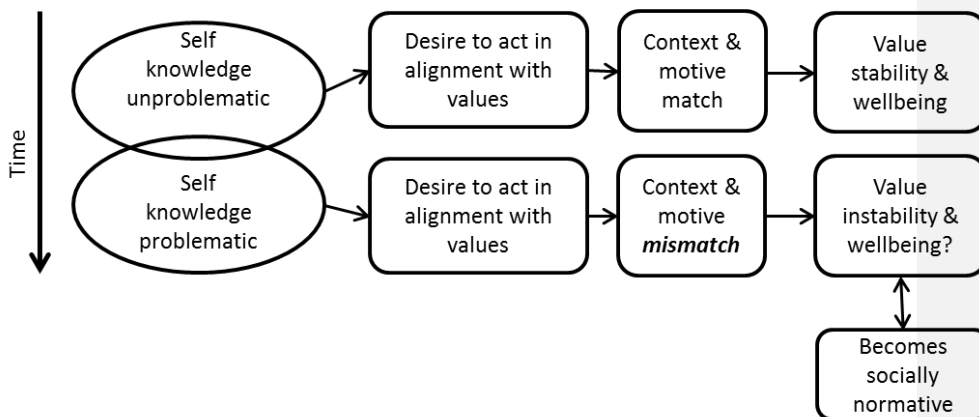 Time
Self
knowledge
unproblematic
Desire to act in
alignment with
values
Context &
motive
match
Value
stability &
wellbeing
Self
knowledge
problematic
Desire to act in
alignment with
values
Context &
motive
mismatch
Value
instability &
wellbeing?
Becomes
socially
normative